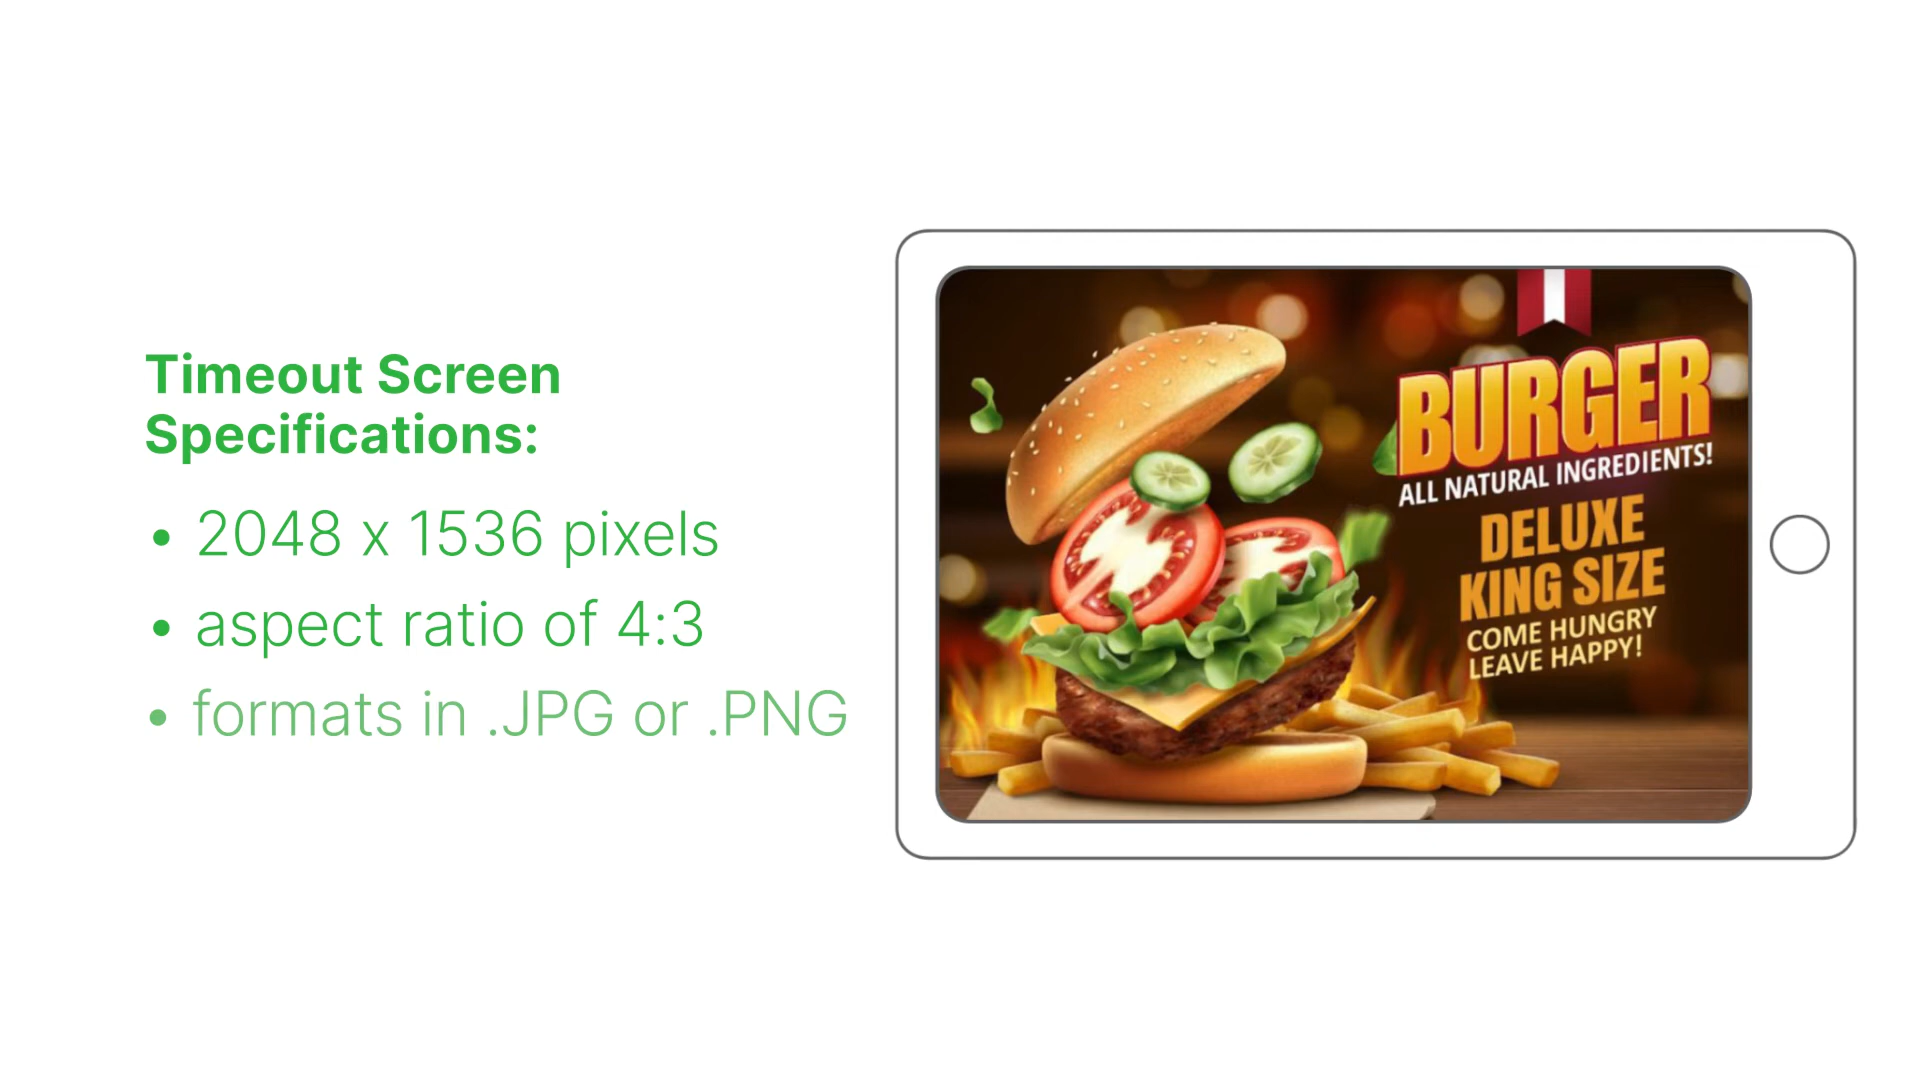 Timeout Screen
Specifications:
• 2048 x 1536 pixels
• aspect ratio of 4:3
• formats in .JPG or .PNG
BURGER
ALL NATURAL INGREDIENTS!
DELUXE
KING SIZE
COME HUNGRY
LEAVE HAPPY!